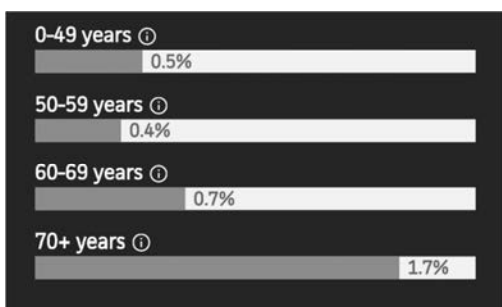 0-49 years ⓘ
0.5%
50-59 years ⓘ
0.4%
60-69 years ⓘ
0.7%
70+ years ⓘ
1.7%